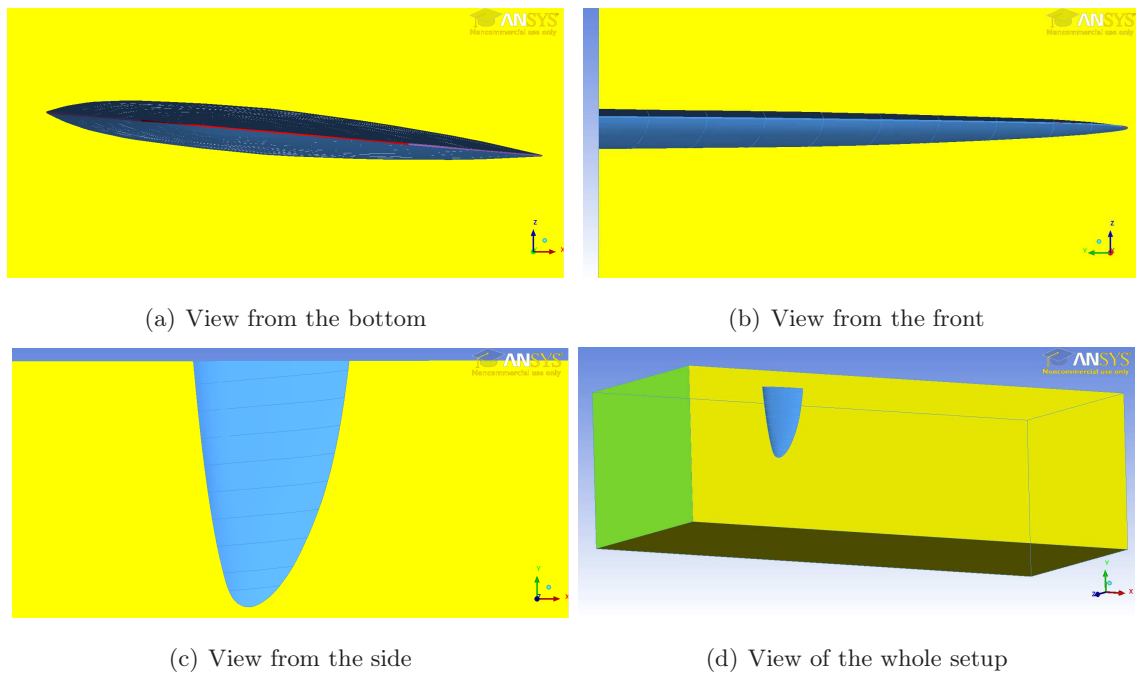 ANSYS
Noncommercial use only
Z
X
(a) View from the bottom
ANSYS
Noncommercial use only
Z
Y
(b) View from the front
ANSYS
Noncommercial use only
Y
Z
X
(c) View from the side
ANSYS
Noncommercial use only
Y
Z
X
(d) View of the whole setup